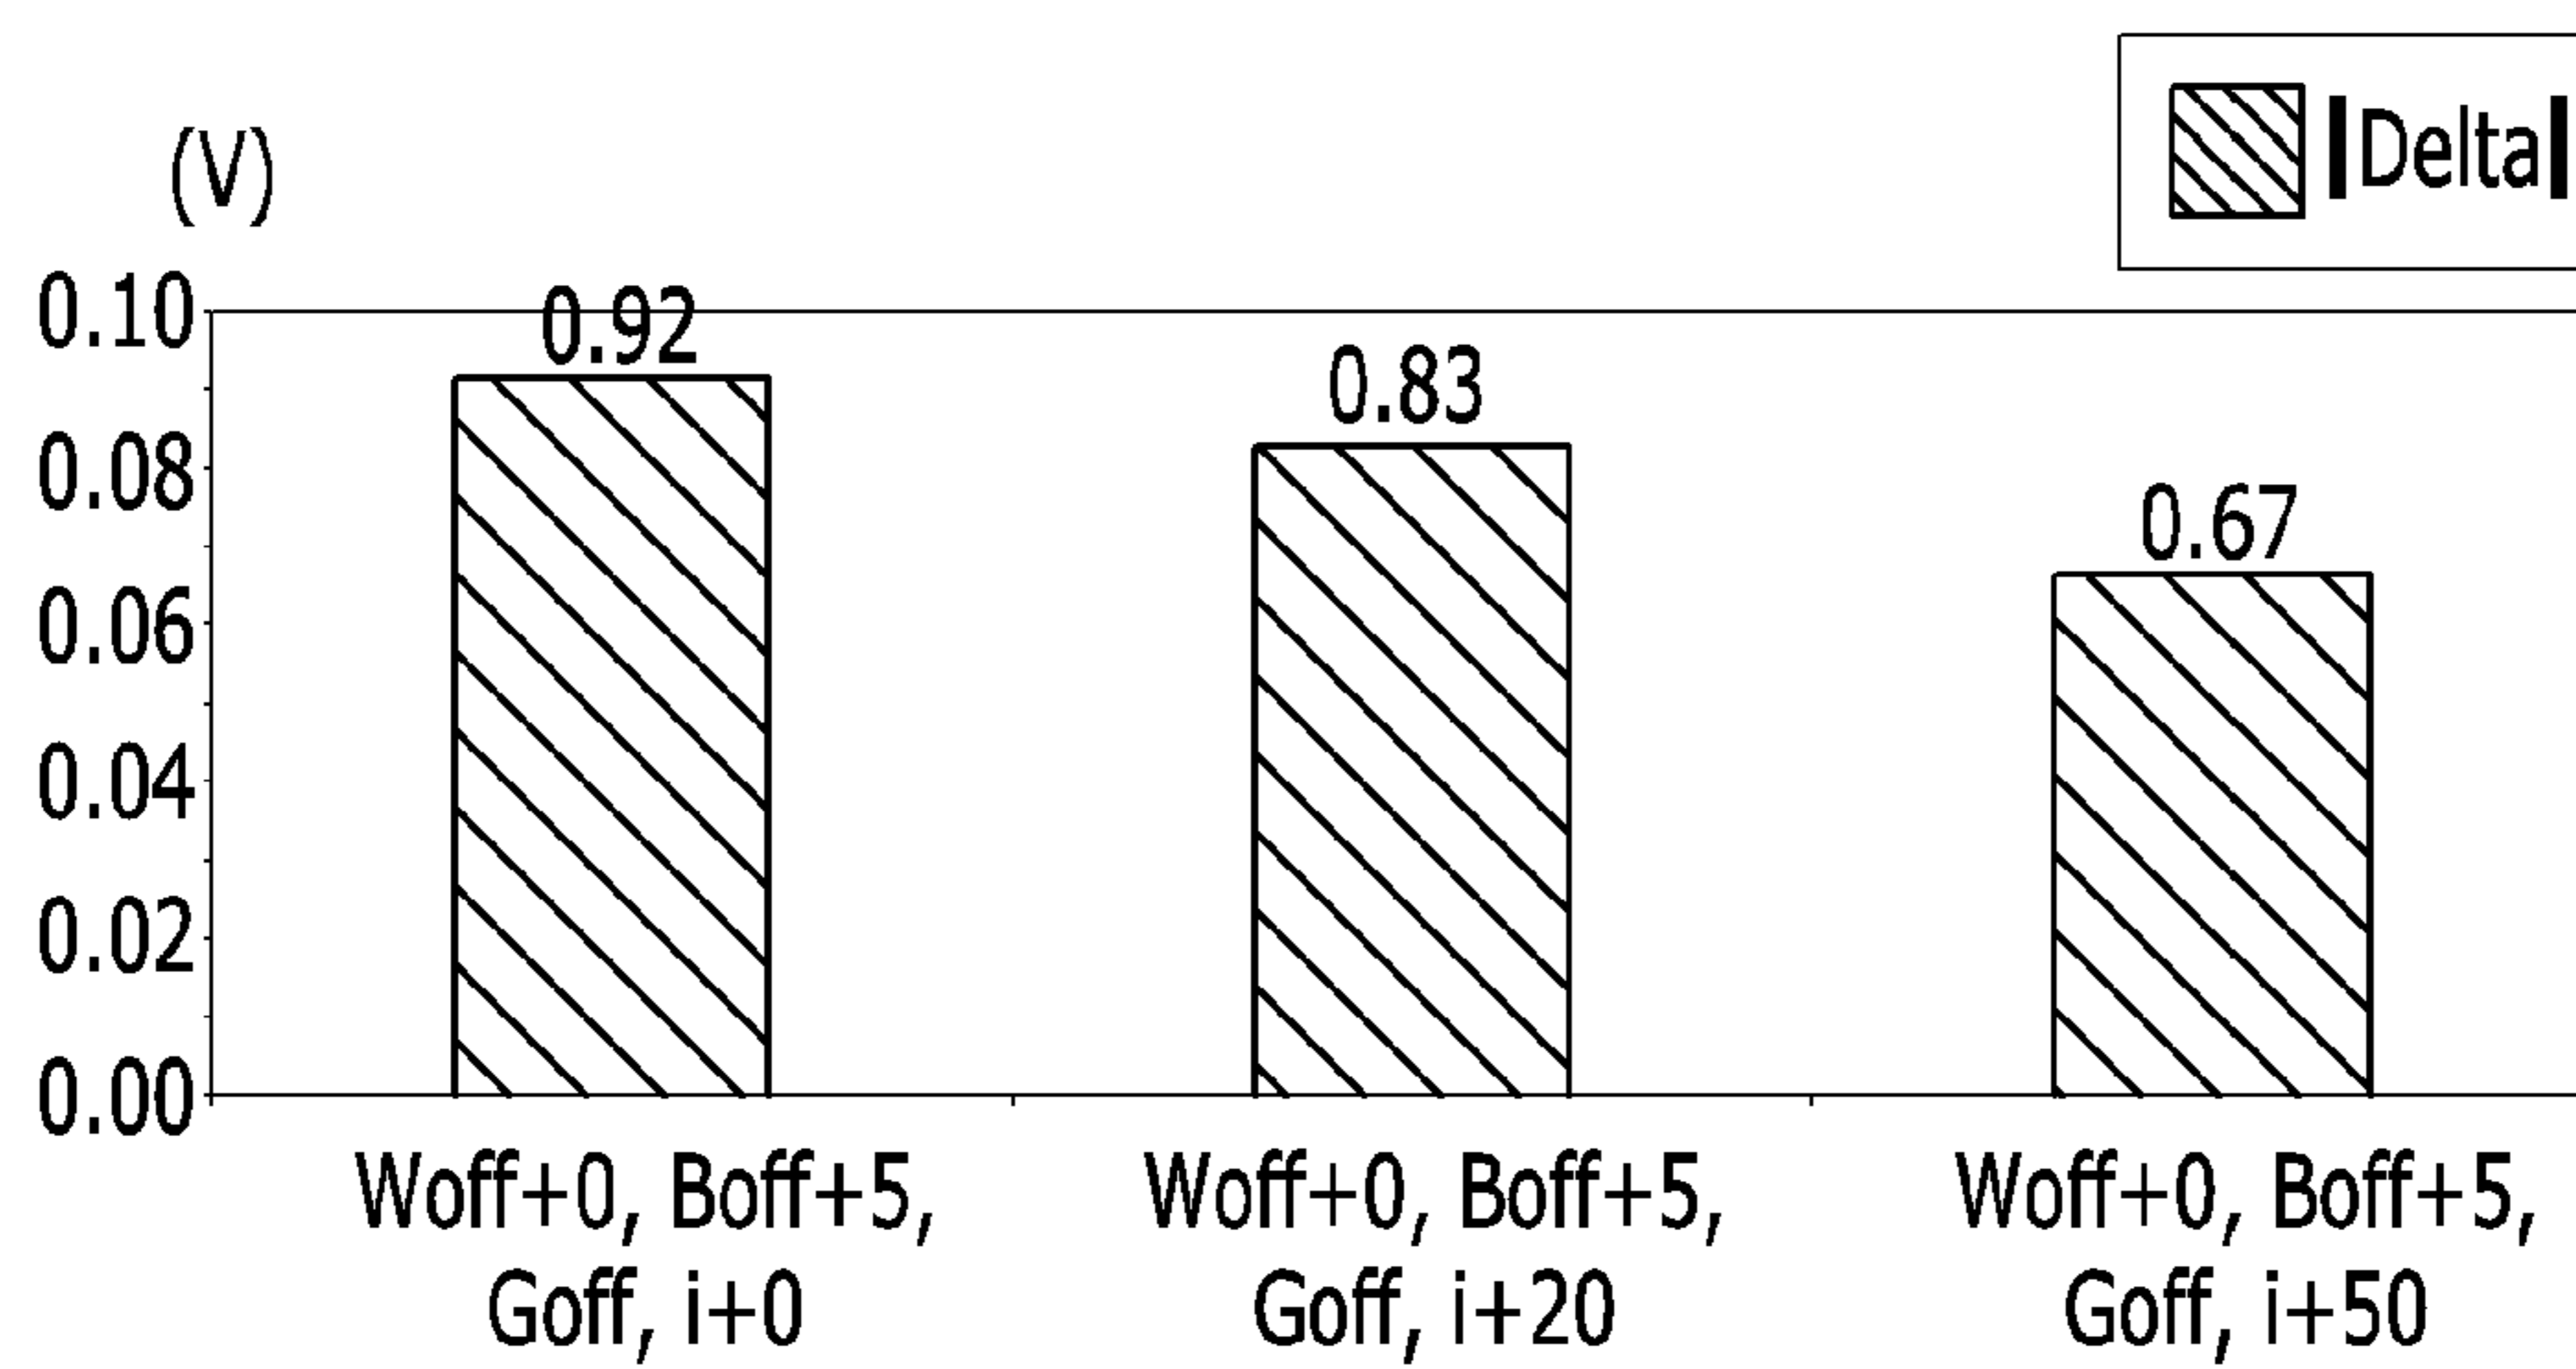 |Delta|
(V)
0.10
0.08
0.06
0.04
0.02
0.00
0.92
0.83
0.67
Woff+0, Boff+5,
Goff, i+0
Woff+0, Boff+5,
Goff, i+20
Woff+0, Boff+5,
Goff, i+50